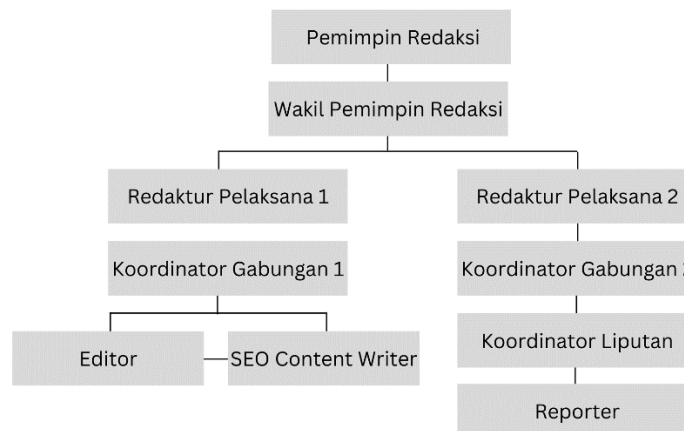 Pemimpin Redaksi
Wakil Pemimpin Redaksi
Redaktur Pelaksana 1
Redaktur Pelaksana 2
Koordinator Gabungan 1
Koordinator Gabungan 2
Editor
SEO Content Writer
Koordinator Liputan
Reporter